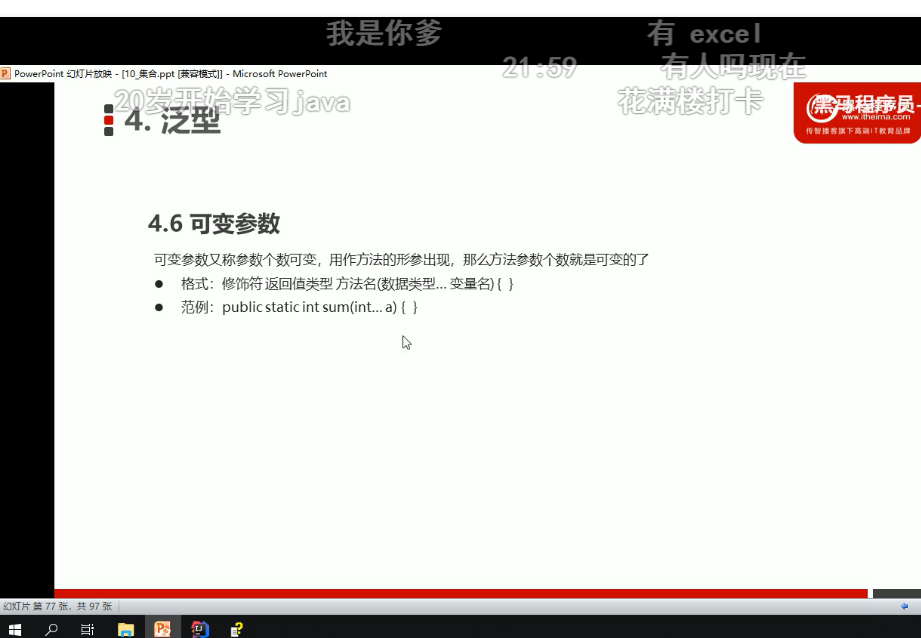 我是你爹
有 excel
PowerPoint 幻灯片放映 - [10_集合.ppt [兼容模式]] - Microsoft PowerPoint
21:59
有人吗现在
20岁开始学习java
花满楼打卡
4. 泛型
黑马程序员
www.itheima.com
传智播客旗下高端IT教育品牌
4.6 可变参数
可变参数又称参数个数可变，用作方法的形参出现，那么方法参数个数就是可变的了
● 格式：修饰符 返回值类型 方法名(数据类型… 变量名) { }
● 范例：public static int sum(int… a) { }
幻灯片 第 77 张，共 97 张